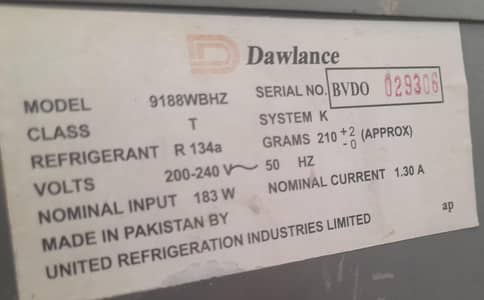 D Dawlance
MODEL 9188WBHZ SERIAL NO. BVDO 029306
CLASS T SYSTEM K
REFRIGERANT R 134a GRAMS 210 +2 -0 (APPROX)
VOLTS 200-240 V~ 50 HZ
NOMINAL INPUT 183 W NOMINAL CURRENT 1.30 A
MADE IN PAKISTAN BY
UNITED REFRIGERATION INDUSTRIES LIMITED ap